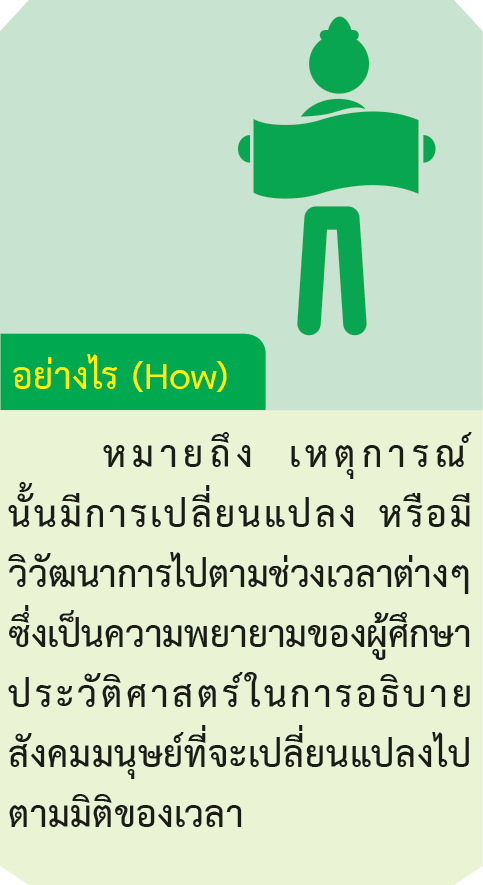 อย่างไร (How)
หมายถึง เหตุการณ์
นั้นมีการเปลี่ยนแปลง หรือมี
วิวัฒนาการไปตามช่วงเวลาต่างๆ
ซึ่งเป็นความพยายามของผู้ศึกษา
ประวัติศาสตร์ในการอธิบาย
สังคมมนุษย์ที่จะเปลี่ยนแปลงไป
ตามมิติของเวลา